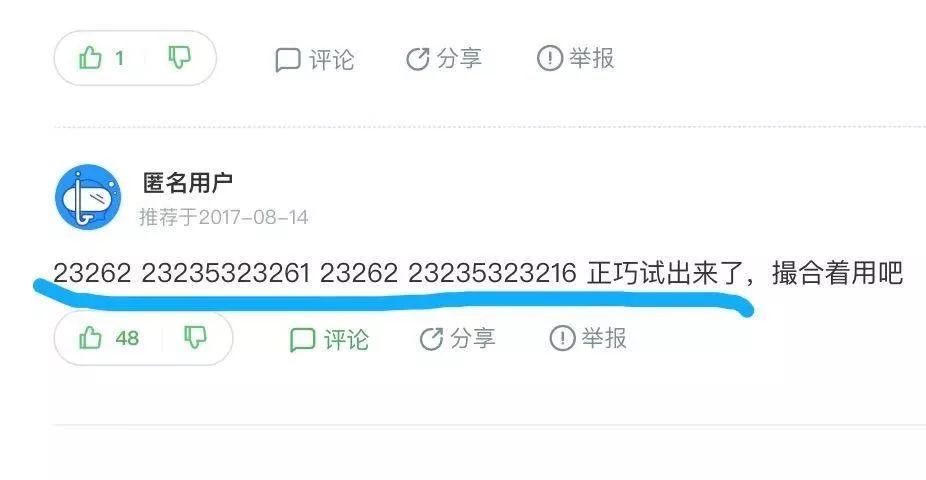 1 评论 分享 举报
匿名用户
推荐于2017-08-14
23262 23235323261 23262 23235323216 正巧试出来了，撮合着用吧
48 评论 分享 举报